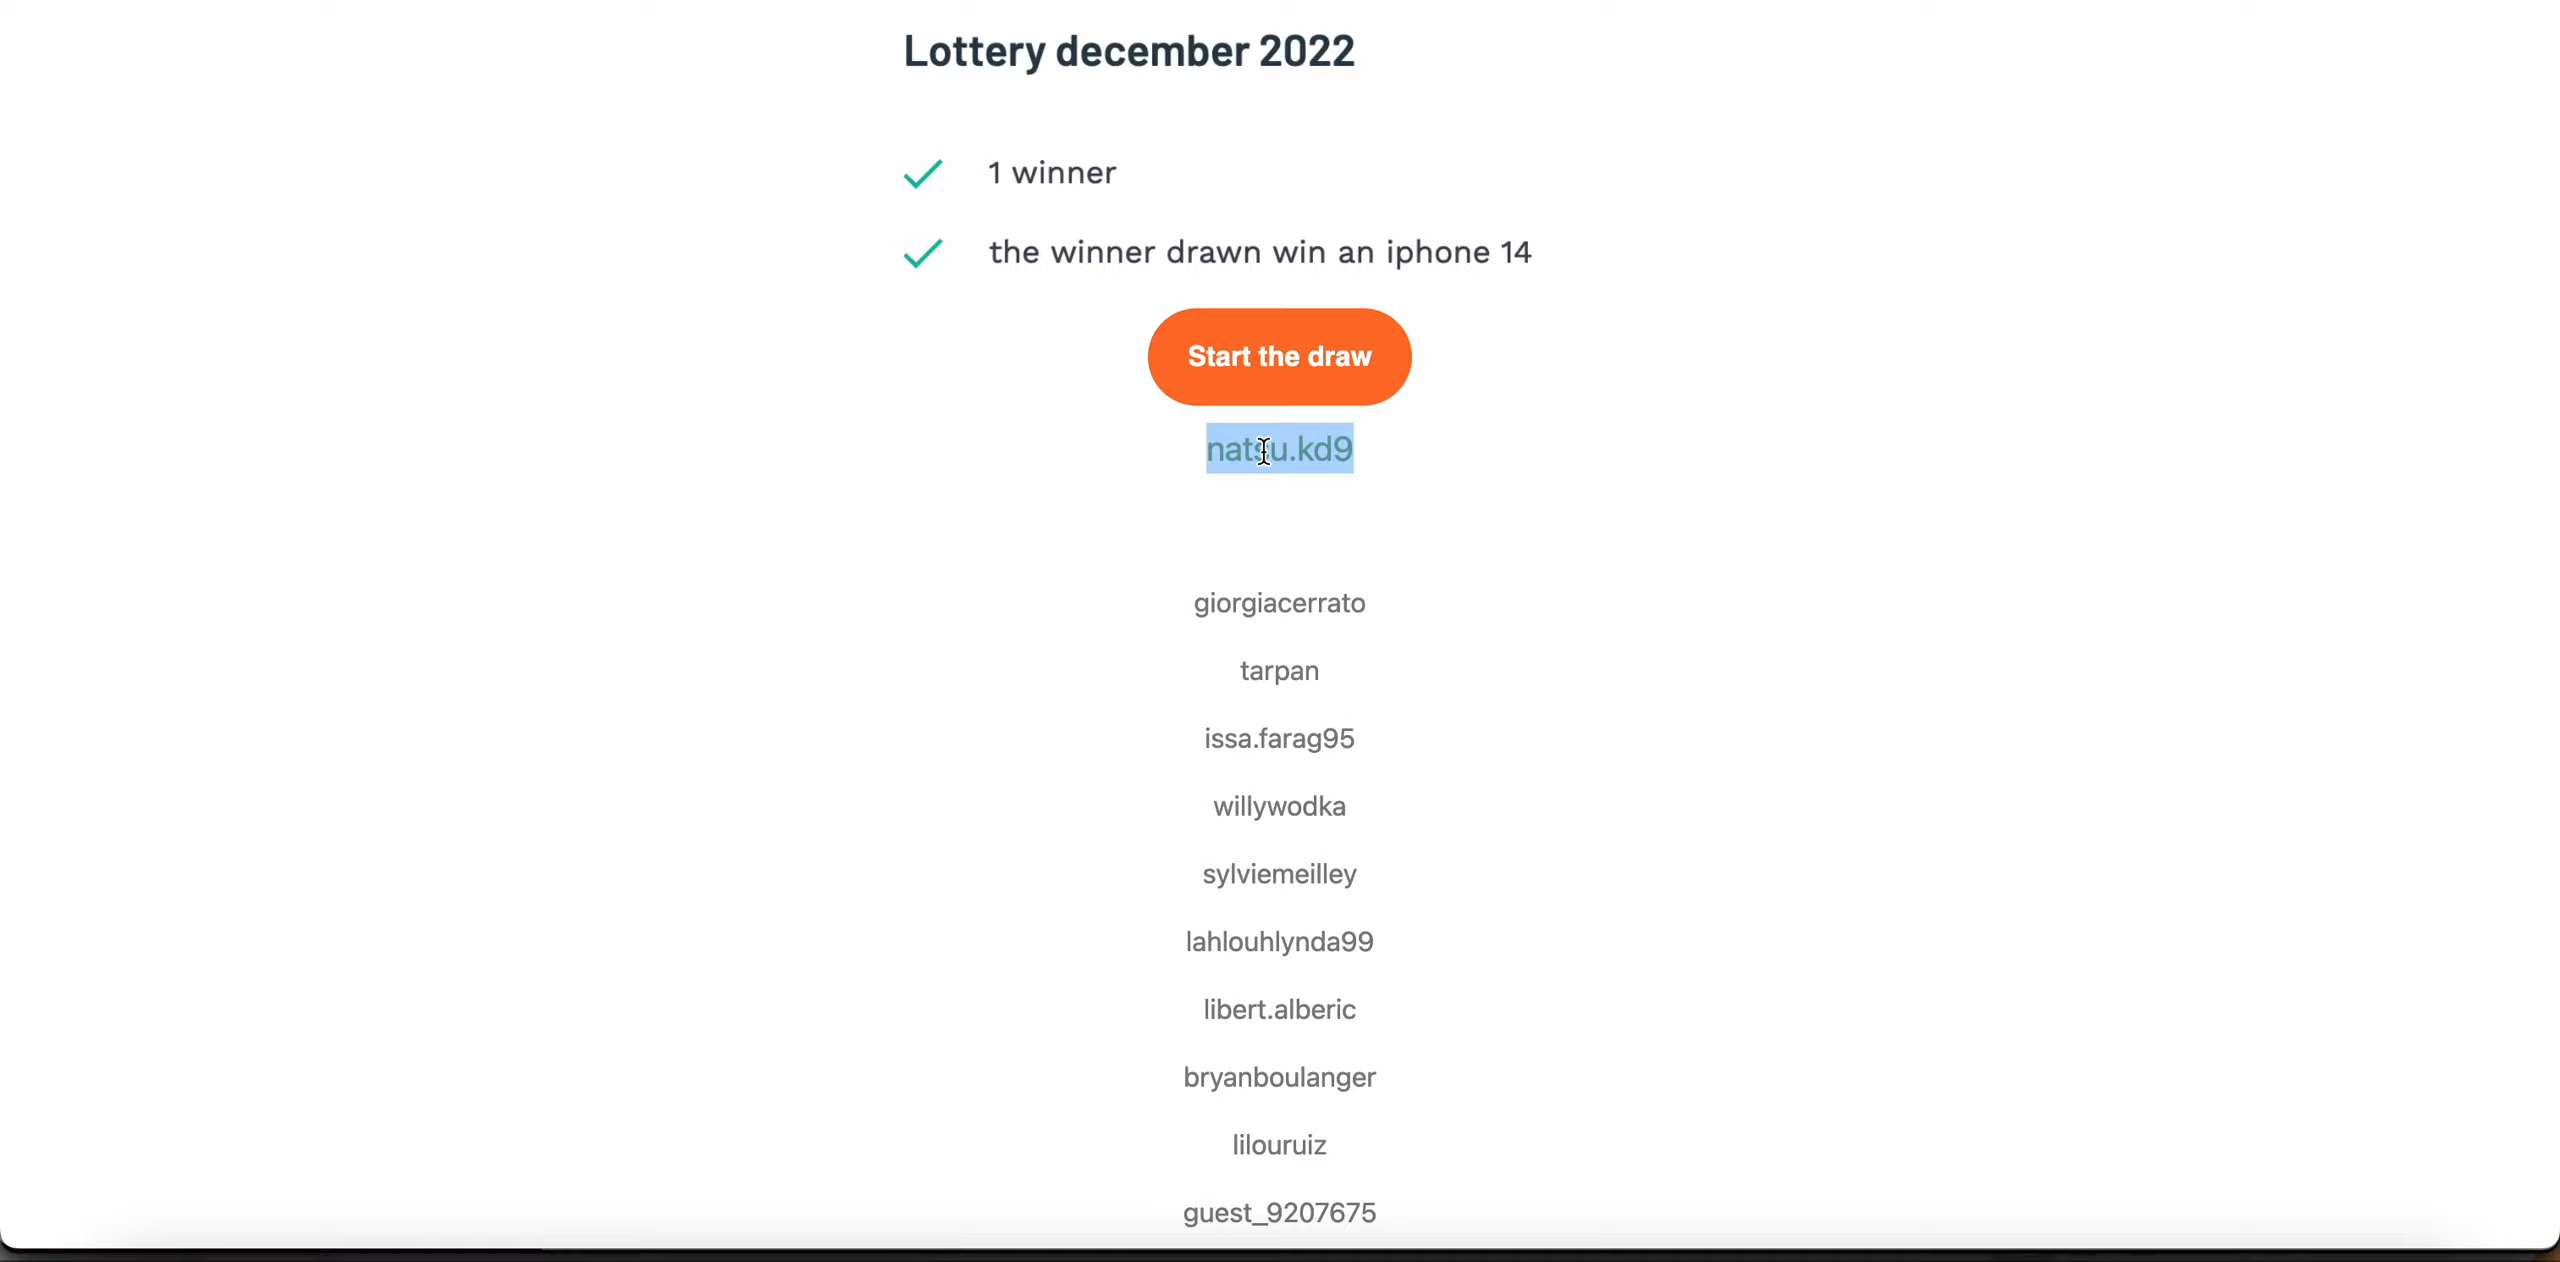 Lottery december 2022
1 winner
the winner drawn win an iphone 14
Start the draw
natsu.kd9
giorgiacerrato
tarpan
issa.farag95
willywodka
sylviemeilley
lahlouhlynda99
libert.alberic
bryanboulanger
lilouruiz
guest_9207675